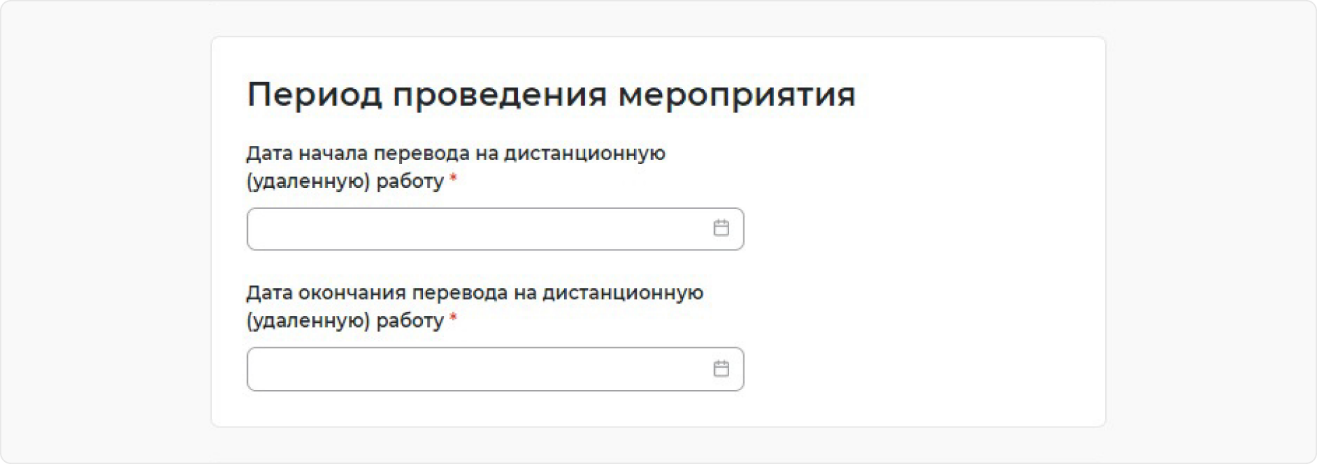 Период проведения мероприятия
Дата начала перевода на дистанционную
(удаленную) работу *
Дата окончания перевода на дистанционную
(удаленную) работу *